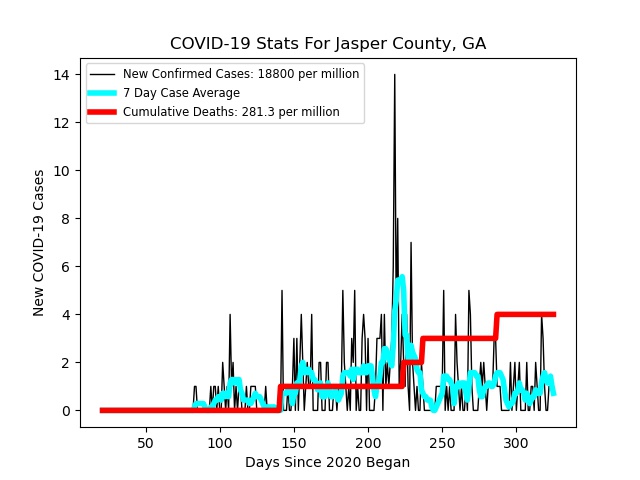 COVID-19 Stats For Jasper County, GA
New Confirmed Cases: 18800 per million
7 Day Case Average
Cumulative Deaths: 281.3 per million
New COVID-19 Cases
14
12
10
8
6
4
2
0
50 100 150 200 250 300
Days Since 2020 Began